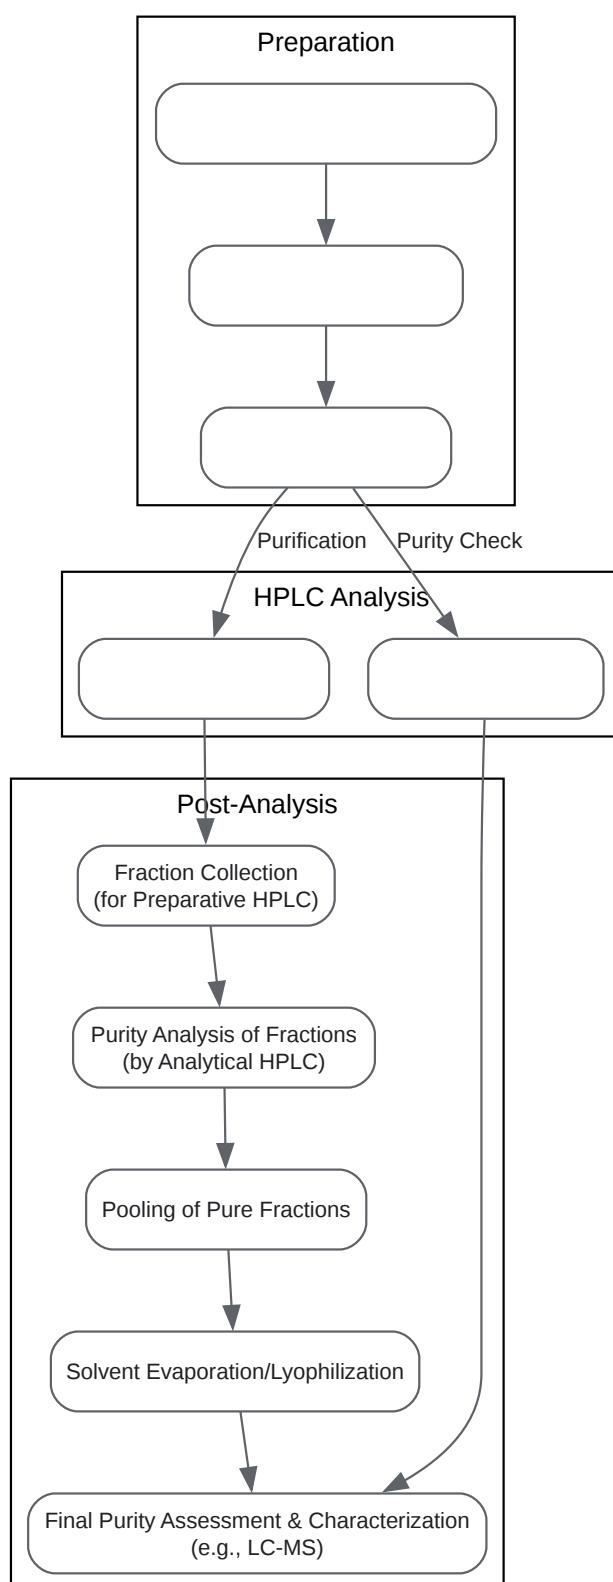 Preparation
Purification
Purity Check
HPLC Analysis
Post-Analysis
Fraction Collection
(for Preparative HPLC)
Purity Analysis of Fractions
(by Analytical HPLC)
Pooling of Pure Fractions
Solvent Evaporation/Lyophilization
Final Purity Assessment & Characterization
(e.g., LC-MS)